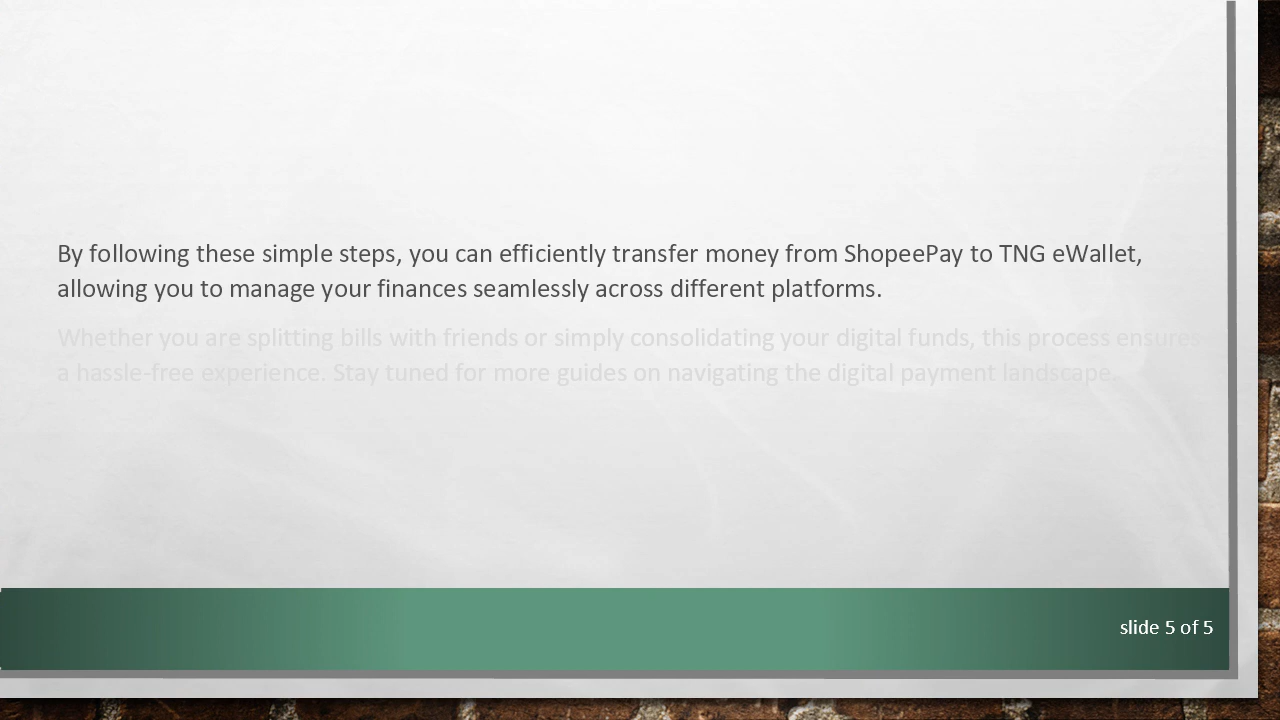 By following these simple steps, you can efficiently transfer money from ShopeePay to TNG eWallet,
allowing you to manage your finances seamlessly across different platforms.
Whether you are splitting bills with friends or simply consolidating your digital funds, this process ensures
a hassle-free experience. Stay tuned for more guides on navigating the digital payment landscape.
slide 5 of 5